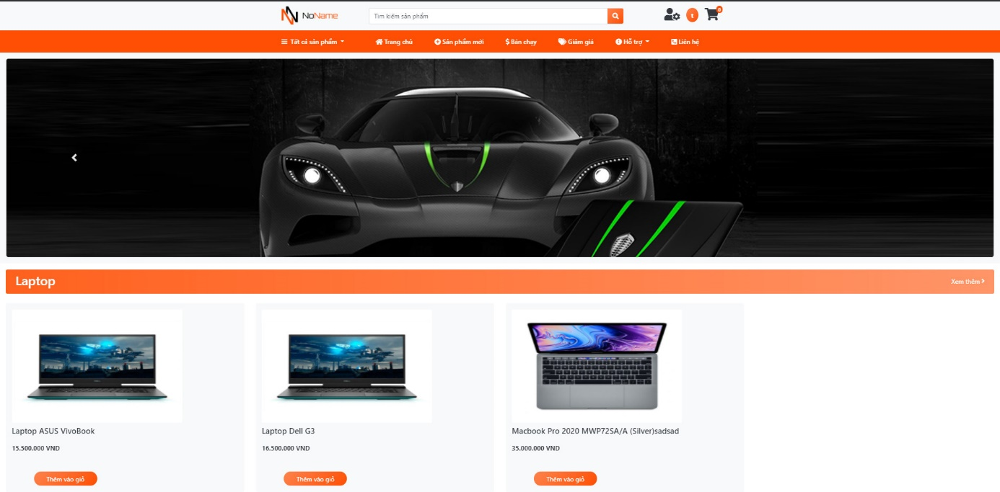 NoName
Tìm kiếm sản phẩm
t
0
Tất cả sản phẩm
Trang chủ
Sản phẩm mới
Bán chạy
Giảm giá
Hỗ trợ
Liên hệ
Laptop
Xem thêm
Laptop ASUS VivoBook
15.500.000 VND
Thêm vào giỏ
Laptop Dell G3
16.500.000 VND
Thêm vào giỏ
Macbook Pro 2020 MWP72SA/A (Silver)sadsad
35.000.000 VND
Thêm vào giỏ